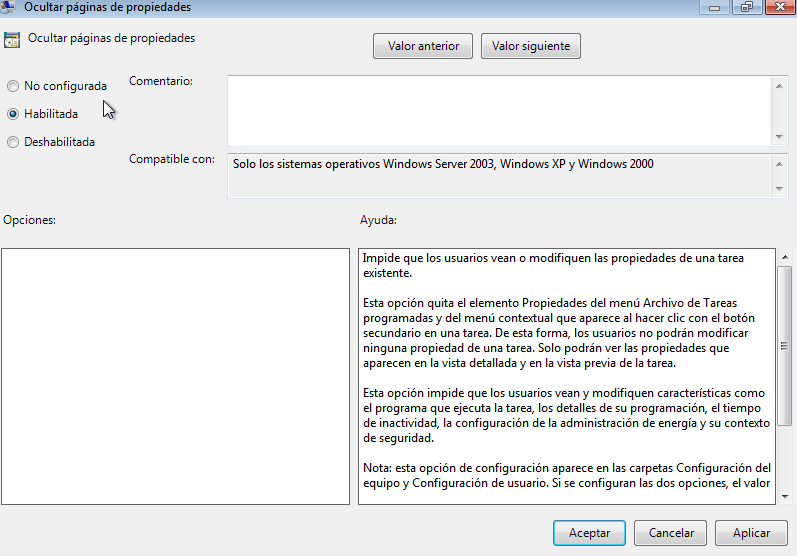 Ocultar páginas de propiedades
Ocultar páginas de propiedades
Valor anterior
Valor siguiente
No configurada
Habilitada
Deshabilitada
Comentario:
Compatible con:
Solo los sistemas operativos Windows Server 2003, Windows XP y Windows 2000
Opciones:
Ayuda:
Impide que los usuarios vean o modifiquen las propiedades de una tarea
existente.
Esta opción quita el elemento Propiedades del menú Archivo de Tareas
programadas y del menú contextual que aparece al hacer clic con el botón
secundario en una tarea. De esta forma, los usuarios no podrán modificar
ninguna propiedad de una tarea. Solo podrán ver las propiedades que
aparecen en la vista detallada y en la vista previa de la tarea.
Esta opción impide que los usuarios vean y modifiquen características como
el programa que ejecuta la tarea, los detalles de su programación, el tiempo
de inactividad, la configuración de la administración de energía y su contexto
de seguridad.
Nota: esta opción de configuración aparece en las carpetas Configuración del
equipo y Configuración de usuario. Si se configuran las dos opciones, el valor
Aceptar
Cancelar
Aplicar